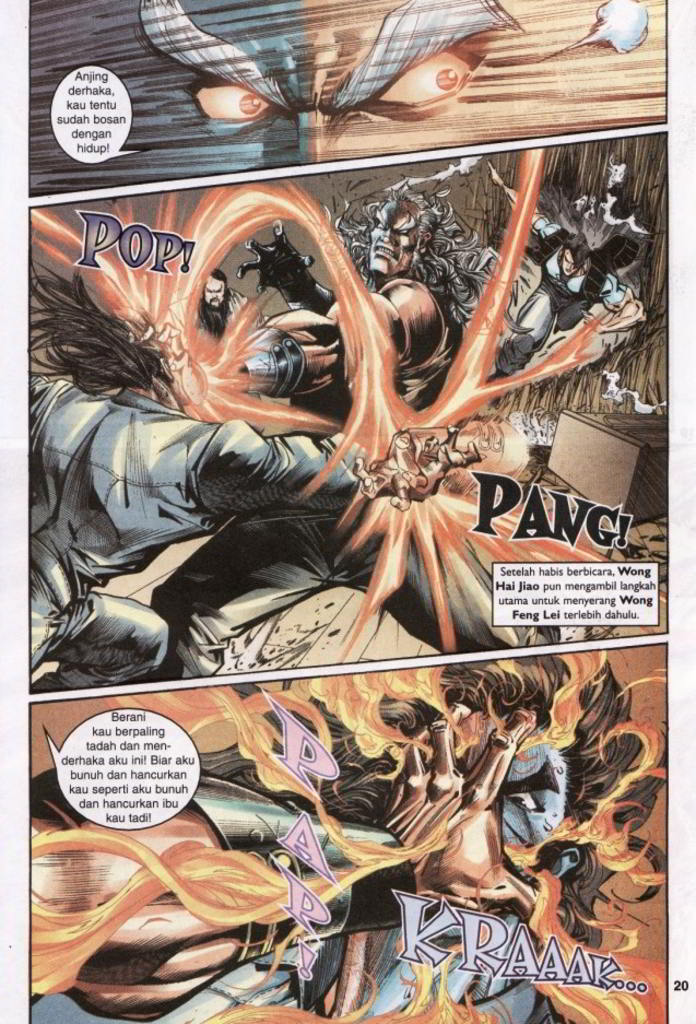 Anjing
derhaka,
kau tentu
sudah bosan
dengan
hidup!
POP!
PANG!
Setelah habis berbicara, Wong
Hai Jiao pun mengambil langkah
utama untuk menyerang Wong
Feng Lei terlebih dahulu.
Berani
kau berpaling
tadah dan men-
derhaka aku ini! Biar aku
bunuh dan hancurkan
kau seperti aku bunuh
dan hancurkan ibu
kau tadi!
PAP!
KRAAAK...
20